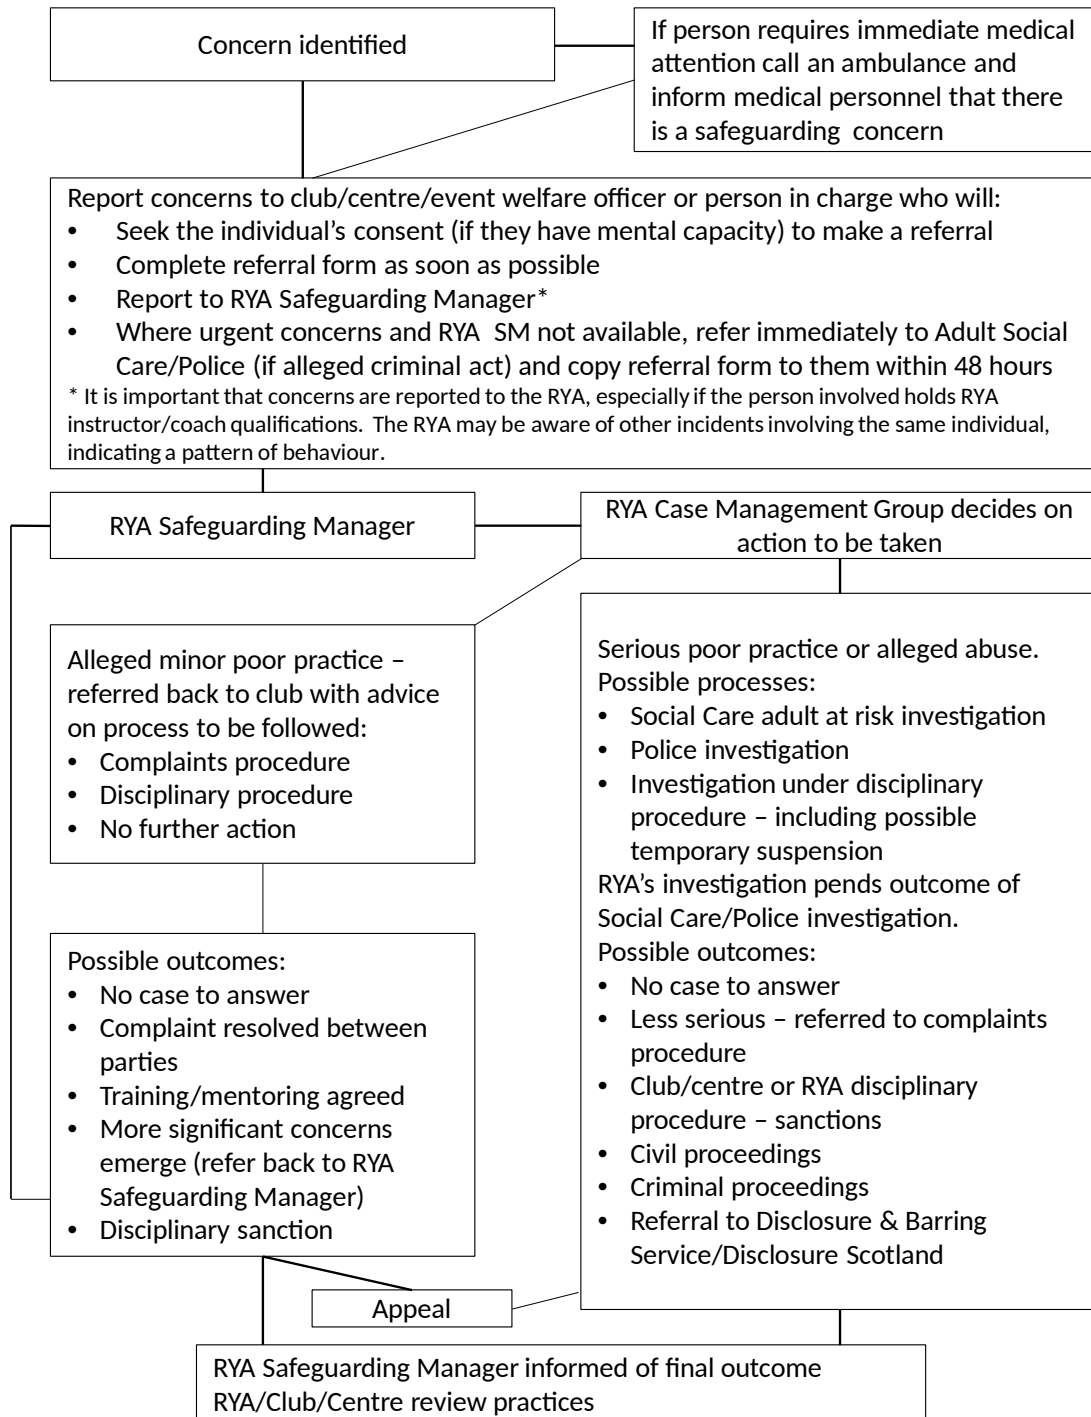 Concern identified
If person requires immediate medical
attention call an ambulance and
inform medical personnel that there
is a safeguarding concern
Report concerns to club/centre/event welfare officer or person in charge who will:
• Seek the individual’s consent (if they have mental capacity) to make a referral
• Complete referral form as soon as possible
• Report to RYA Safeguarding Manager*
• Where urgent concerns and RYA SM not available, refer immediately to Adult Social
Care/Police (if alleged criminal act) and copy referral form to them within 48 hours
* It is important that concerns are reported to the RYA, especially if the person involved holds RYA
instructor/coach qualifications. The RYA may be aware of other incidents involving the same individual,
indicating a pattern of behaviour.
RYA Safeguarding Manager
RYA Case Management Group decides on
action to be taken
Alleged minor poor practice –
referred back to club with advice
on process to be followed:
• Complaints procedure
• Disciplinary procedure
• No further action
Serious poor practice or alleged abuse.
Possible processes:
• Social Care adult at risk investigation
• Police investigation
• Investigation under disciplinary
procedure – including possible
temporary suspension
RYA’s investigation pends outcome of
Social Care/Police investigation.
Possible outcomes:
• No case to answer
• Less serious – referred to complaints
procedure
• Club/centre or RYA disciplinary
procedure – sanctions
• Civil proceedings
• Criminal proceedings
• Referral to Disclosure & Barring
Service/Disclosure Scotland
Possible outcomes:
• No case to answer
• Complaint resolved between
parties
• Training/mentoring agreed
• More significant concerns
emerge (refer back to RYA
Safeguarding Manager)
• Disciplinary sanction
Appeal
RYA Safeguarding Manager informed of final outcome
RYA/Club/Centre review practices